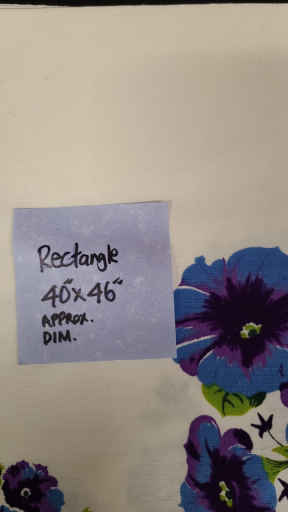 Rectangle
40"x46"
APPROX.
DIM.